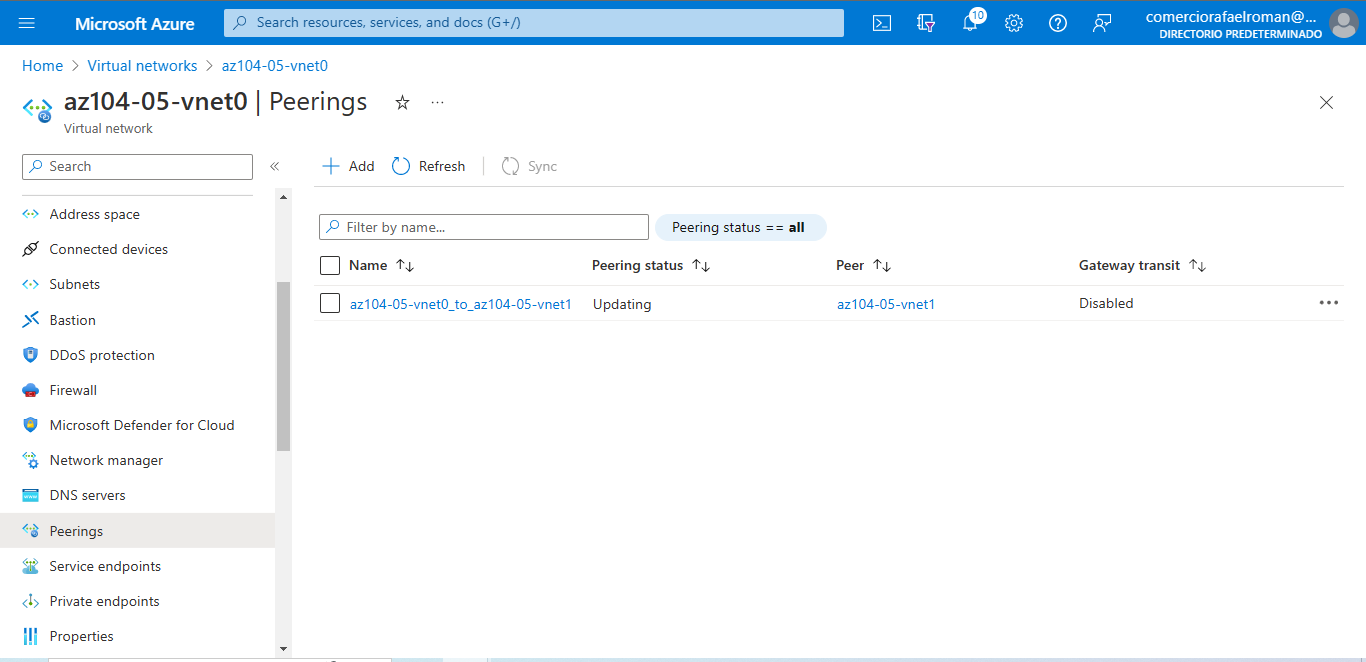 Microsoft Azure
Search resources, services, and docs (G+/)
10
comerciorafaelroman@...
DIRECTORIO PREDETERMINADO
Home > Virtual networks > az104-05-vnet0
az104-05-vnet0 | Peerings
Virtual network
Search
Add
Refresh
Sync
Address space
Connected devices
Subnets
Bastion
DDoS protection
Firewall
Microsoft Defender for Cloud
Network manager
DNS servers
Peerings
Service endpoints
Private endpoints
Properties
Filter by name...
Peering status == all
Name Peering status Peer Gateway transit
az104-05-vnet0_to_az104-05-vnet1 Updating az104-05-vnet1 Disabled